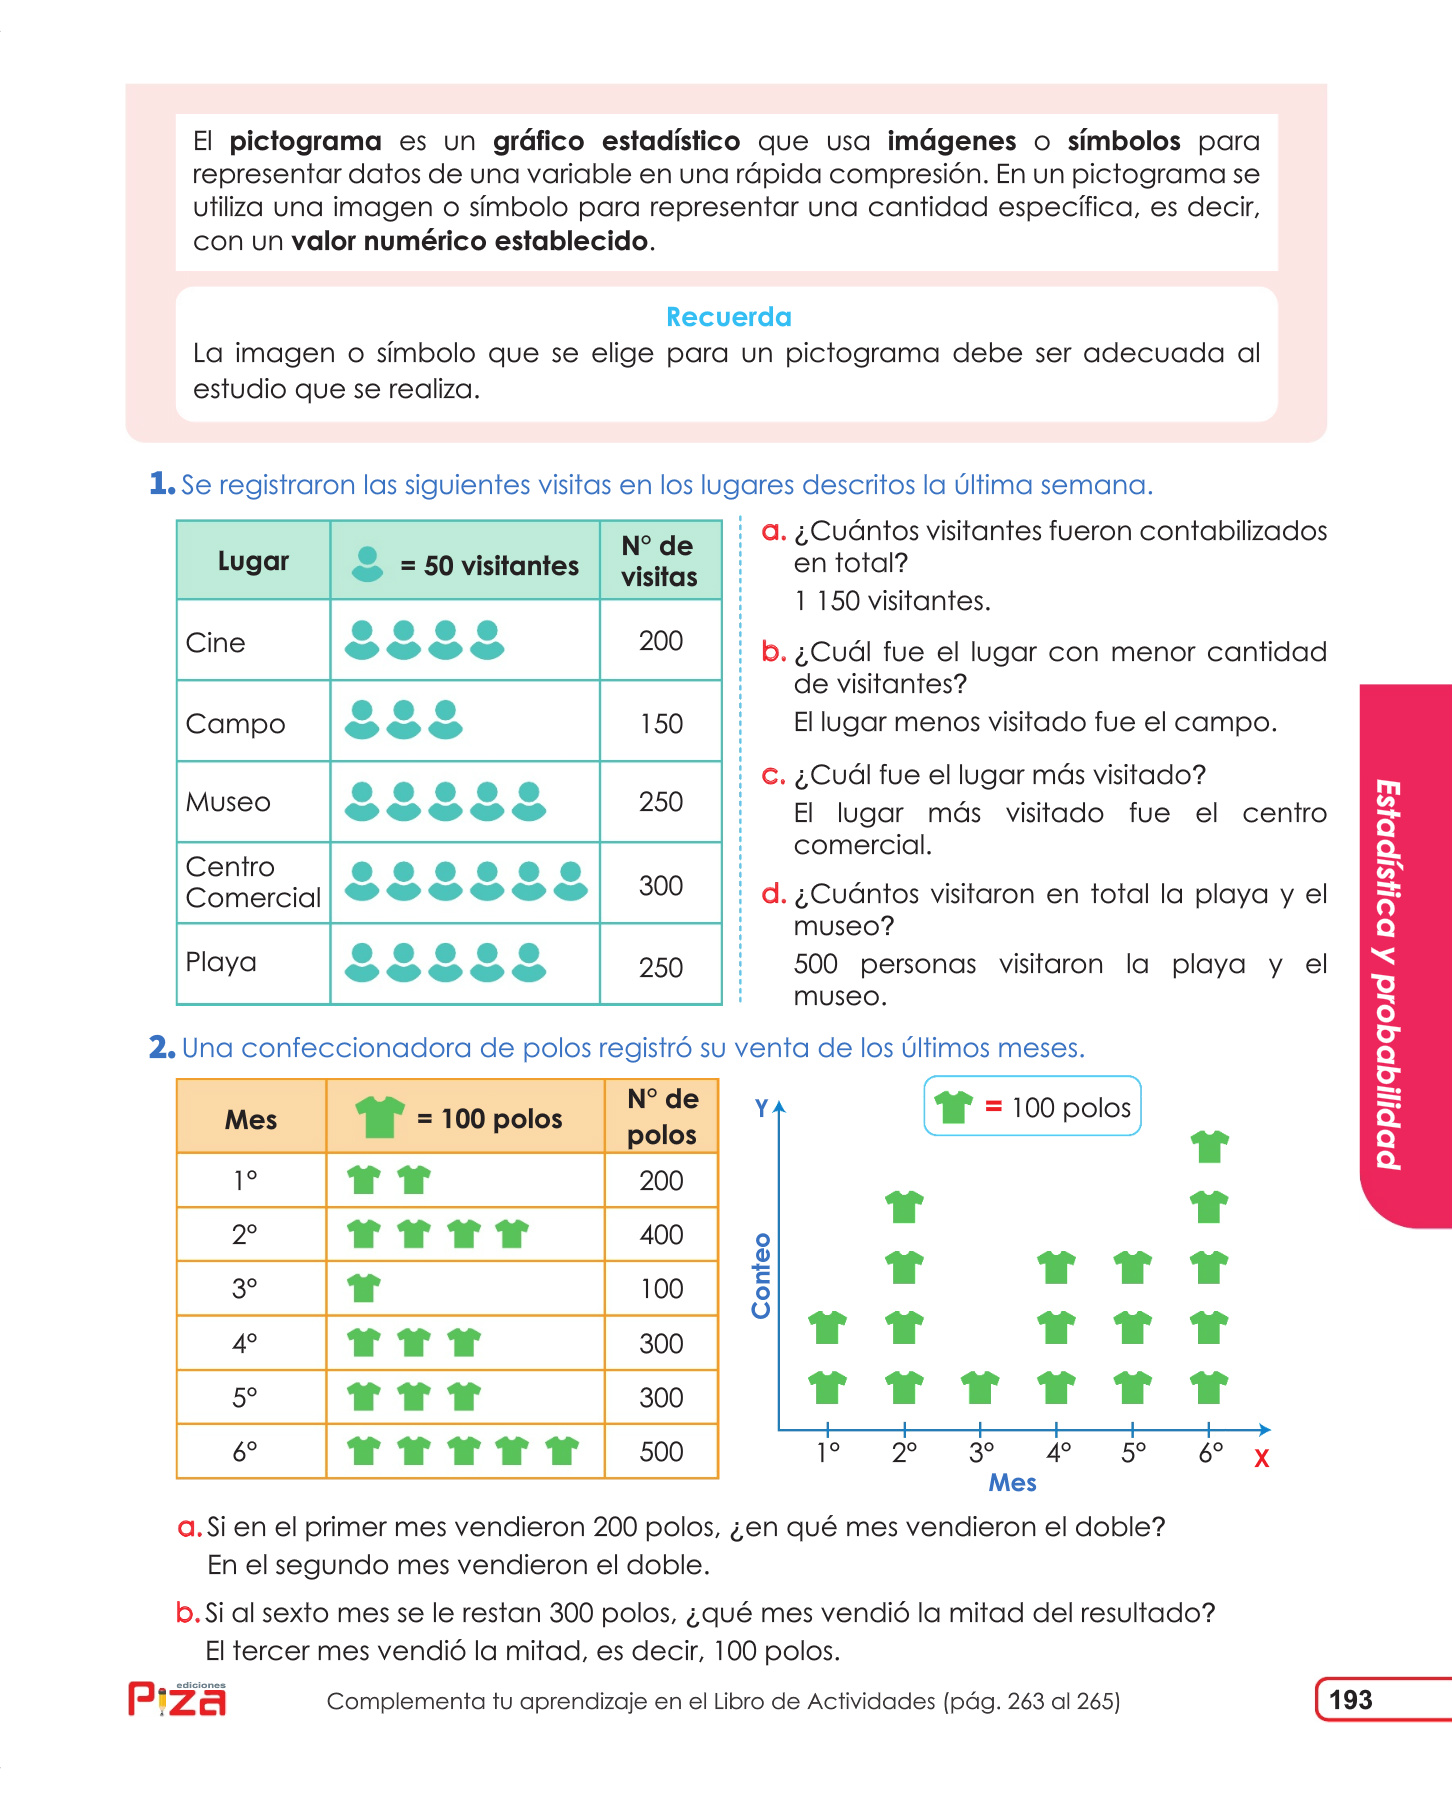 El pictograma es un gráfico estadístico que usa imágenes o símbolos para
representar datos de una variable en una rápida compresión. En un pictograma se
utiliza una imagen o símbolo para representar una cantidad específica, es decir,
con un valor numérico establecido.
Recuerda
La imagen o símbolo que se elige para un pictograma debe ser adecuada al
estudio que se realiza.
1. Se registraron las siguientes visitas en los lugares descritos la última semana.
Lugar
= 50 visitantes
N° de
visitas
Cine
200
Campo
150
Museo
250
Centro
Comercial
300
Playa
250
a. ¿Cuántos visitantes fueron contabilizados
en total?
1 150 visitantes.
b. ¿Cuál fue el lugar con menor cantidad
de visitantes?
El lugar menos visitado fue el campo.
c. ¿Cuál fue el lugar más visitado?
El lugar más visitado fue el centro
comercial.
d. ¿Cuántos visitaron en total la playa y el
museo?
500 personas visitaron la playa y el
museo.
2. Una confeccionadora de polos registró su venta de los últimos meses.
Mes
= 100 polos
N° de
polos
1°
200
2°
400
3°
100
4°
300
5°
300
6°
500
Y
= 100 polos
Conteo
1° 2° 3° 4° 5° 6° X
Mes
a. Si en el primer mes vendieron 200 polos, ¿en qué mes vendieron el doble?
En el segundo mes vendieron el doble.
b. Si al sexto mes se le restan 300 polos, ¿qué mes vendió la mitad del resultado?
El tercer mes vendió la mitad, es decir, 100 polos.
Estadística y probabilidad
ediciones
Piza
Complementa tu aprendizaje en el Libro de Actividades (pág. 263 al 265)
193